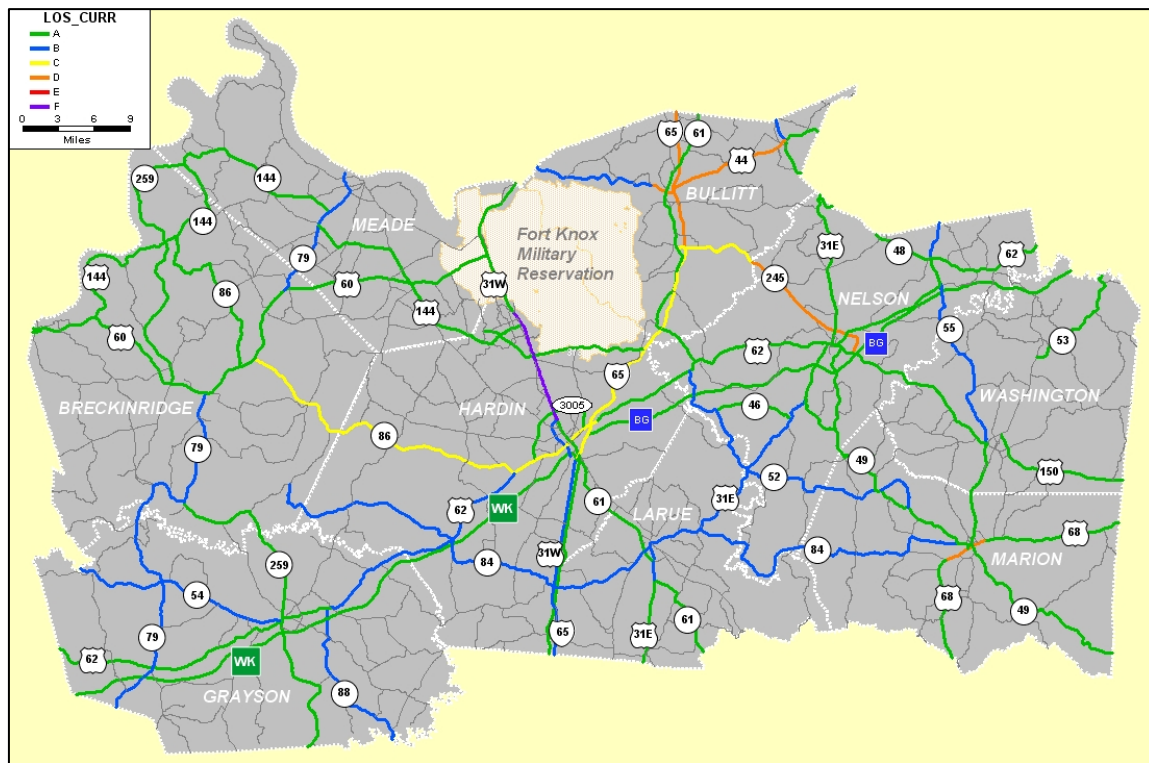 LOS_CURR
A
B
C
D
E
F
0 3 6 9
Miles
65
61
44
BULLITT
259
144
144
MEADE
Fort Knox
Military
Reservation
31E
48
62
79
245
NELSON
144
86
60
31W
144
55
60
62
BG
53
65
WASHINGTON
BRECKINRIDGE
HARDIN
3005
46
BG
79
86
49
150
52
62
WK
61
31E
LARUE
68
259
84
31W
84
MARION
54
68
49
79
65
31E
61
62
WK
GRAYSON
88